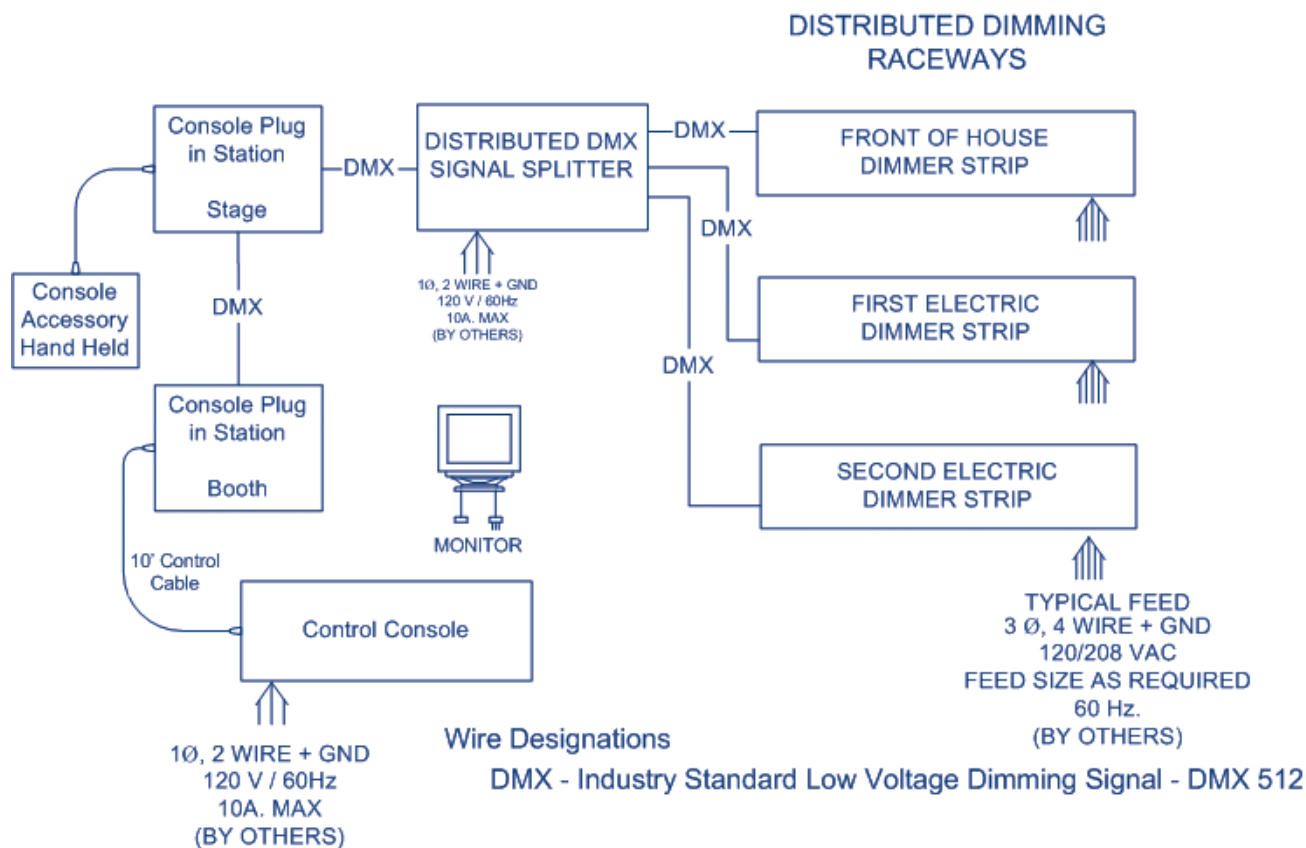 DISTRIBUTED DIMMING
RACEWAYS
Console Plug
in Station
Stage
DMX
DISTRIBUTED DMX
SIGNAL SPLITTER
DMX
FRONT OF HOUSE
DIMMER STRIP
DMX
Console
Accessory
Hand Held
DMX
1Ø, 2 WIRE + GND
120 V / 60Hz
10A. MAX
(BY OTHERS)
FIRST ELECTRIC
DIMMER STRIP
DMX
Console Plug
in Station
Booth
SECOND ELECTRIC
DIMMER STRIP
MONITOR
10' Control
Cable
Control Console
TYPICAL FEED
3 Ø, 4 WIRE + GND
120/208 VAC
FEED SIZE AS REQUIRED
60 Hz.
(BY OTHERS)
1Ø, 2 WIRE + GND
120 V / 60Hz
10A. MAX
(BY OTHERS)
Wire Designations
DMX - Industry Standard Low Voltage Dimming Signal - DMX 512